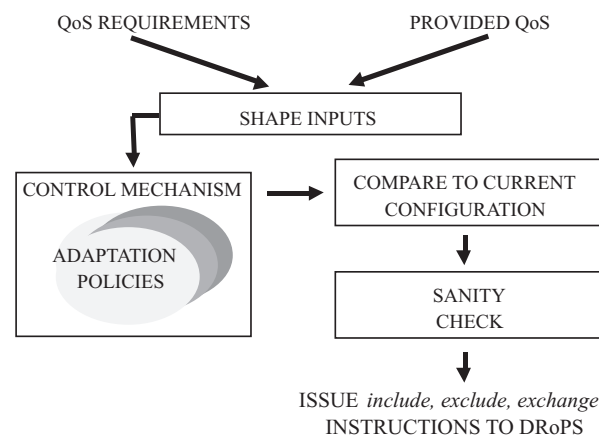 QoS REQUIREMENTS
PROVIDED QoS
SHAPE INPUTS
CONTROL MECHANISM
ADAPTATION
POLICIES
COMPARE TO CURRENT
CONFIGURATION
SANITY
CHECK
ISSUE include, exclude, exchange
INSTRUCTIONS TO DRoPS